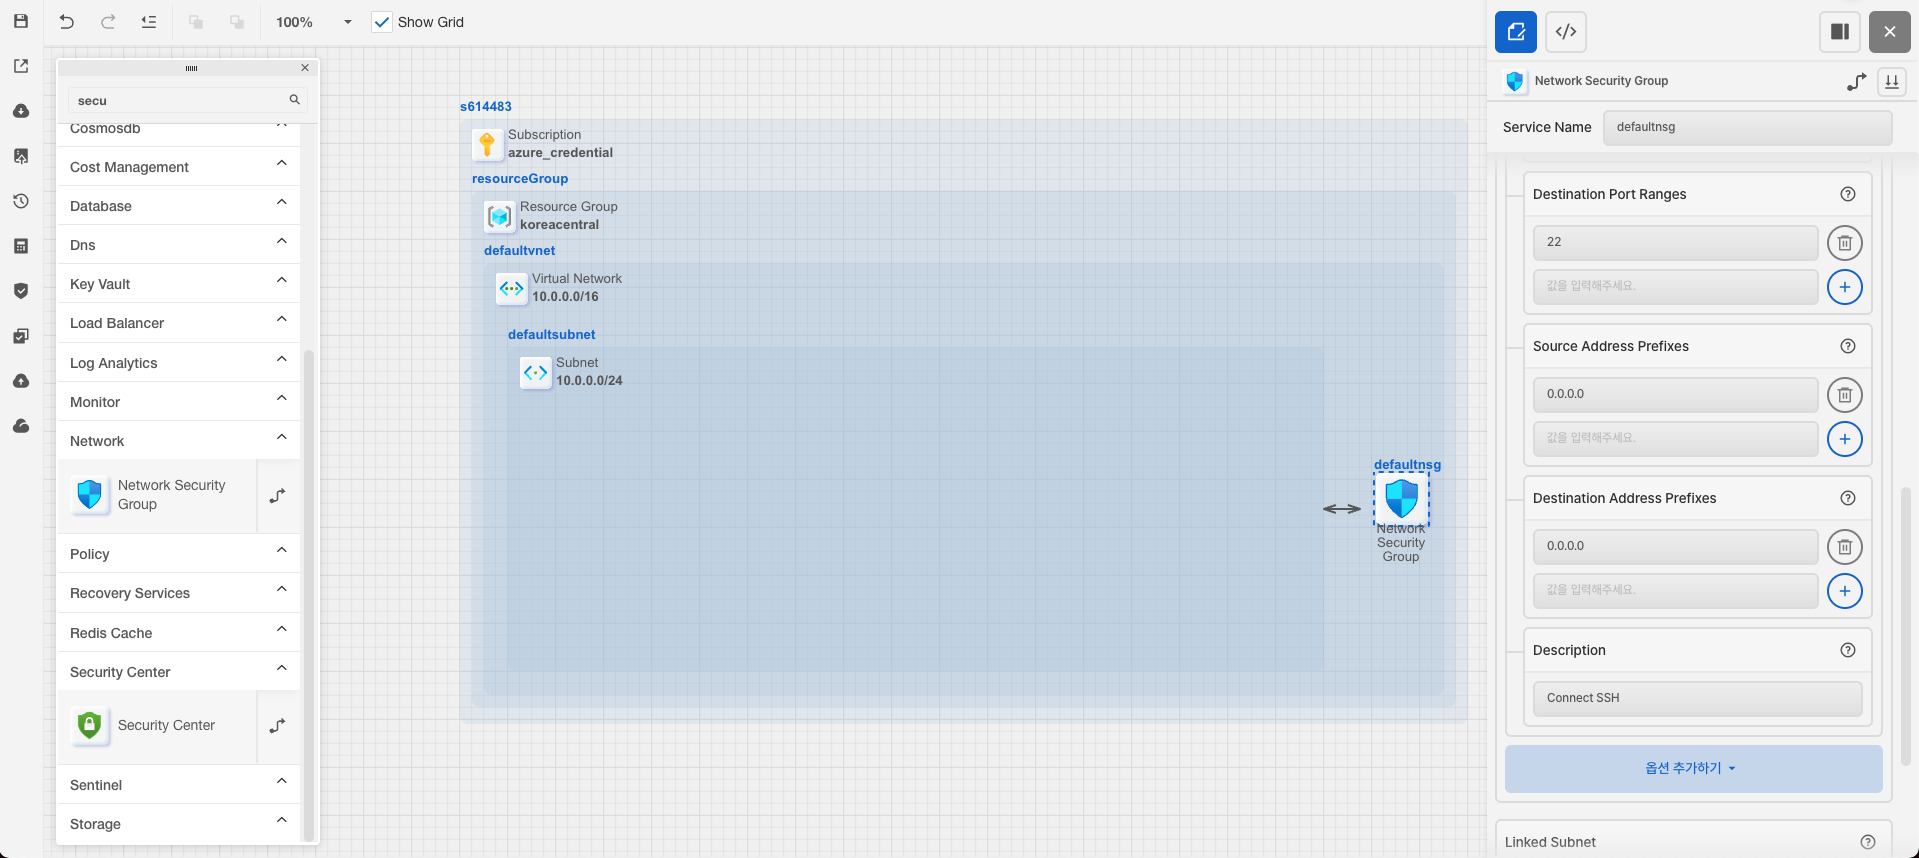 100%
Show Grid
secu
Cosmosdb
Cost Management
Database
Dns
Key Vault
Load Balancer
Log Analytics
Monitor
Network
Network Security
Group
Policy
Recovery Services
Redis Cache
Security Center
Security Center
Sentinel
Storage
s614483
Subscription
azure_credential
resourceGroup
Resource Group
koreacentral
defaultvnet
Virtual Network
10.0.0.0/16
defaultsubnet
Subnet
10.0.0.0/24
defaultnsg
Network
Security
Group
Network Security Group
Service Name
defaultnsg
Destination Port Ranges
22
값을 입력해주세요.
Source Address Prefixes
0.0.0.0
값을 입력해주세요.
Destination Address Prefixes
0.0.0.0
값을 입력해주세요.
Description
Connect SSH
옵션 추가하기
Linked Subnet